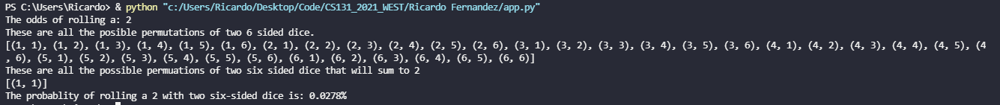 PS C:\Users\Ricardo> & python "c:/Users/Ricardo/Desktop/Code/CS131_2021_WEST/Ricardo Fernandez/app.py"
The odds of rolling a: 2
These are all the posible permutations of two 6 sided dice.
[(1, 1), (1, 2), (1, 3), (1, 4), (1, 5), (1, 6), (2, 1), (2, 2), (2, 3), (2, 4), (2, 5), (2, 6), (3, 1), (3, 2), (3, 3), (3, 4), (3, 5), (3, 6), (4, 1), (4, 2), (4, 3), (4, 4), (4, 5), (4
, 6), (5, 1), (5, 2), (5, 3), (5, 4), (5, 5), (5, 6), (6, 1), (6, 2), (6, 3), (6, 4), (6, 5), (6, 6)]
These are all the possible permuations of two six sided dice that will sum to 2
[(1, 1)]
The probablity of rolling a 2 with two six-sided dice is: 0.0278%